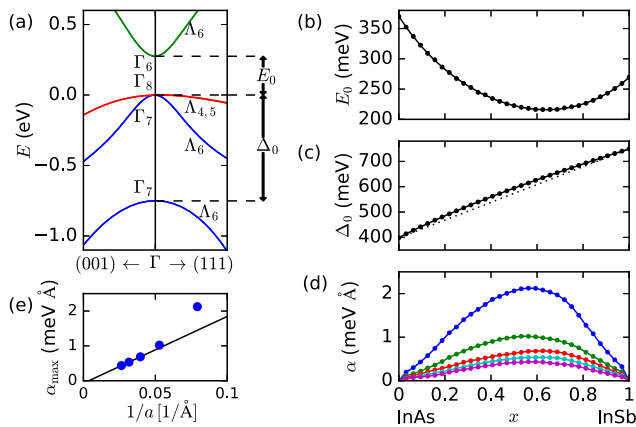 (a)
E (eV)
0.5
0.0
−0.5
−1.0
Λ₆
Γ₆
Γ₈
E₀
Γ₇
Λ₄,₅
Λ₆
Δ₀
Γ₇
Λ₆
(001) ← Γ → (111)
(b)
E₀ (meV)
350
300
250
200
(c)
Δ₀ (meV)
700
600
500
400
(d)
α (meV Å)
2
1
0
0 0.2 0.4 0.6 0.8 1
InAs x InSb
(e)
α_max (meV Å)
2
1
0
0 0.05 0.1
1/a [1/Å]